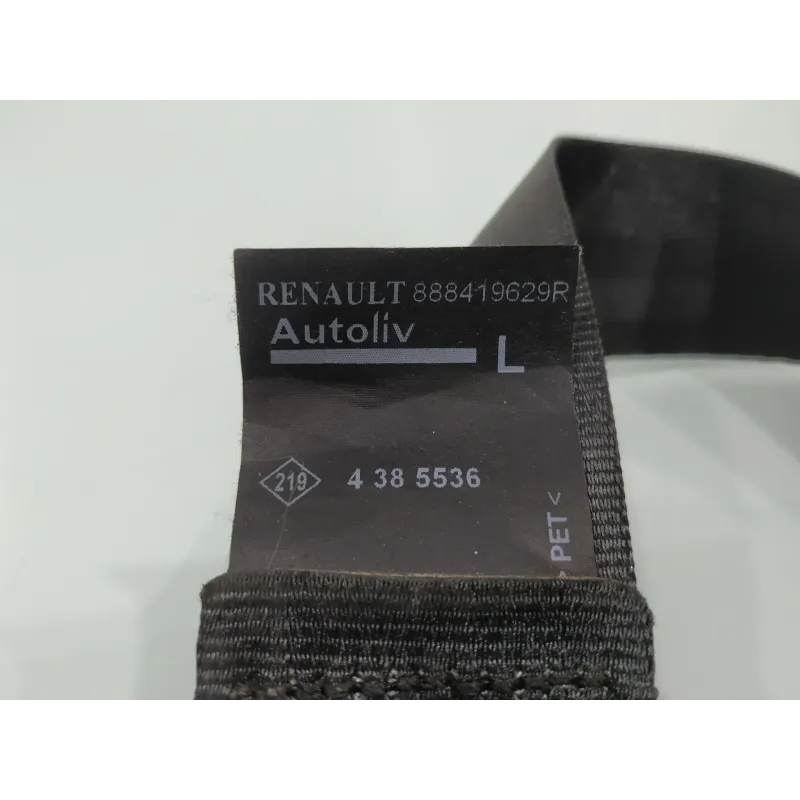 RENAULT 888419629R
Autoliv
L
219 4 38 5536
> PET <